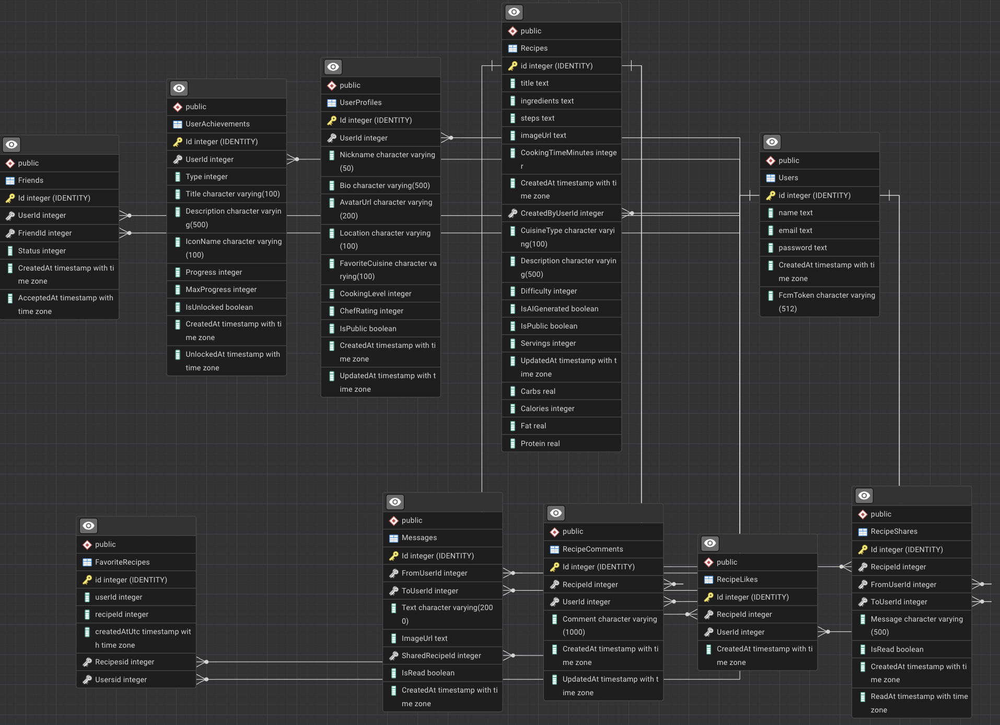 public
Friends
Id integer (IDENTITY)
UserId integer
FriendId integer
Status integer
CreatedAt timestamp with ti
me zone
AcceptedAt timestamp with
time zone
public
UserAchievements
Id integer (IDENTITY)
UserId integer
Type integer
Title character varying(100)
Description character varyin
g(500)
IconName character varying
(100)
Progress integer
MaxProgress integer
IsUnlocked boolean
CreatedAt timestamp with ti
me zone
UnlockedAt timestamp with
time zone
public
UserProfiles
Id integer (IDENTITY)
UserId integer
Nickname character varying
(50)
Bio character varying(500)
AvatarUrl character varying
(200)
Location character varying
(100)
FavoriteCuisine character va
rying(100)
CookingLevel integer
ChefRating integer
IsPublic boolean
CreatedAt timestamp with ti
me zone
UpdatedAt timestamp with t
ime zone
public
Recipes
id integer (IDENTITY)
title text
ingredients text
steps text
imageUrl text
CookingTimeMinutes intege
r
CreatedAt timestamp with ti
me zone
CreatedByUserId integer
CuisineType character varyi
ng(100)
Description character varyin
g(500)
Difficulty integer
IsAIGenerated boolean
IsPublic boolean
Servings integer
UpdatedAt timestamp with t
ime zone
Carbs real
Calories integer
Fat real
Protein real
public
Users
id integer (IDENTITY)
name text
email text
password text
CreatedAt timestamp with ti
me zone
FcmToken character varying
(512)
public
FavoriteRecipes
id integer (IDENTITY)
userId integer
recipeId integer
createdAtUtc timestamp wit
h time zone
Recipesid integer
Usersid integer
public
Messages
Id integer (IDENTITY)
FromUserId integer
ToUserId integer
Text character varying(200
0)
ImageUrl text
SharedRecipeId integer
IsRead boolean
CreatedAt timestamp with ti
me zone
public
RecipeComments
Id integer (IDENTITY)
RecipeId integer
UserId integer
Comment character varying
(1000)
CreatedAt timestamp with ti
me zone
UpdatedAt timestamp with t
ime zone
public
RecipeLikes
Id integer (IDENTITY)
RecipeId integer
UserId integer
CreatedAt timestamp with ti
me zone
public
RecipeShares
Id integer (IDENTITY)
RecipeId integer
FromUserId integer
ToUserId integer
Message character varying
(500)
IsRead boolean
CreatedAt timestamp with ti
me zone
ReadAt timestamp with time
zone